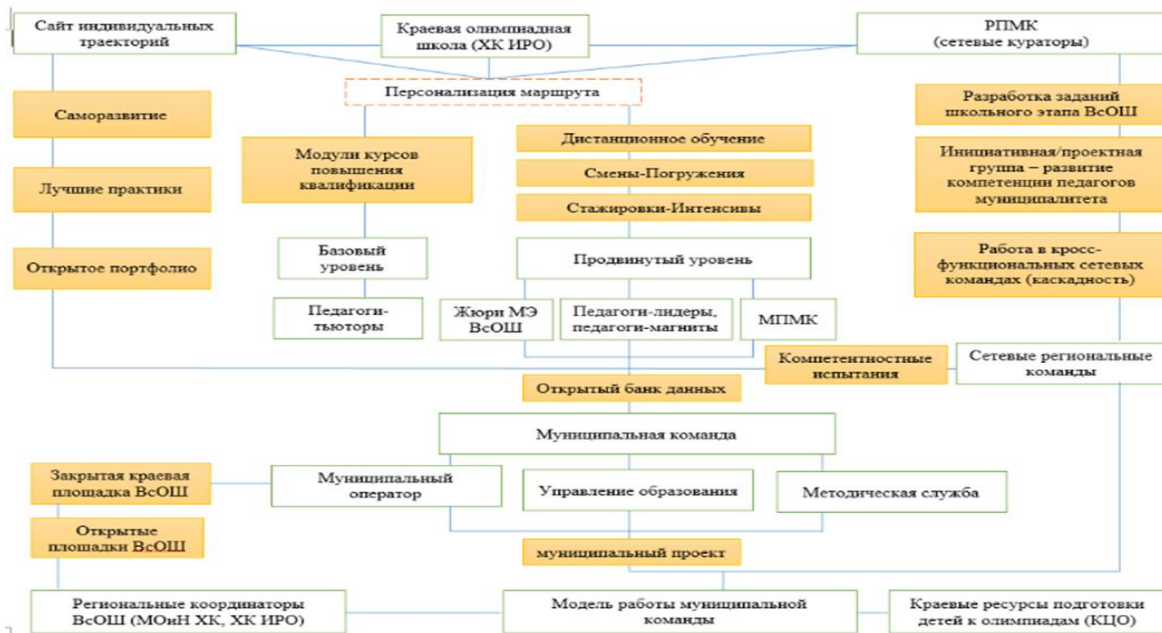 Сайт индивидуальных
траекторий
Краевая олимпиадная
школа (ХК ИРО)
РПМК
(сетевые кураторы)
Персонализация маршрута
Саморазвитие
Лучшие практики
Открытое портфолио
Модули курсов
повышения
квалификации
Базовый
уровень
Педагоги-
тьюторы
Дистанционное обучение
Смены-Погружения
Стажировки-Интенсивы
Продвинутый уровень
Жюри МЭ
ВсОШ
Педагоги-лидеры,
педагоги-магниты
МПМК
Разработка заданий
школьного этапа ВсОШ
Инициативная/проектная
группа – развитие
компетенции педагогов
муниципалитета
Работа в кросс-
функциональных сетевых
командах (каскадность)
Компетентностные
испытания
Сетевые региональные
команды
Открытый банк данных
Муниципальная команда
Закрытая краевая
площадка ВсОШ
Муниципальный
оператор
Управление образования
Методическая служба
Открытые
площадки ВсОШ
муниципальный проект
Региональные координаторы
ВсОШ (МОиН ХК, ХК ИРО)
Модель работы муниципальной
команды
Краевые ресурсы подготовки
детей к олимпиадам (КЦО)